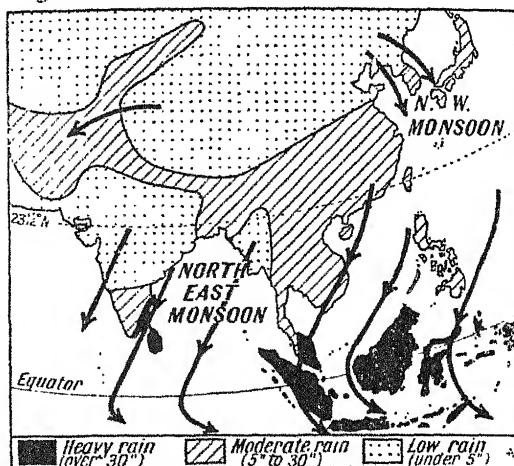 N. W.
MONSOON
23½°N
NORTH
EAST
MONSOON
Equator
Heavy rain
(over 30")
Moderate rain
(5" to 30")
Low rain
(under 5")